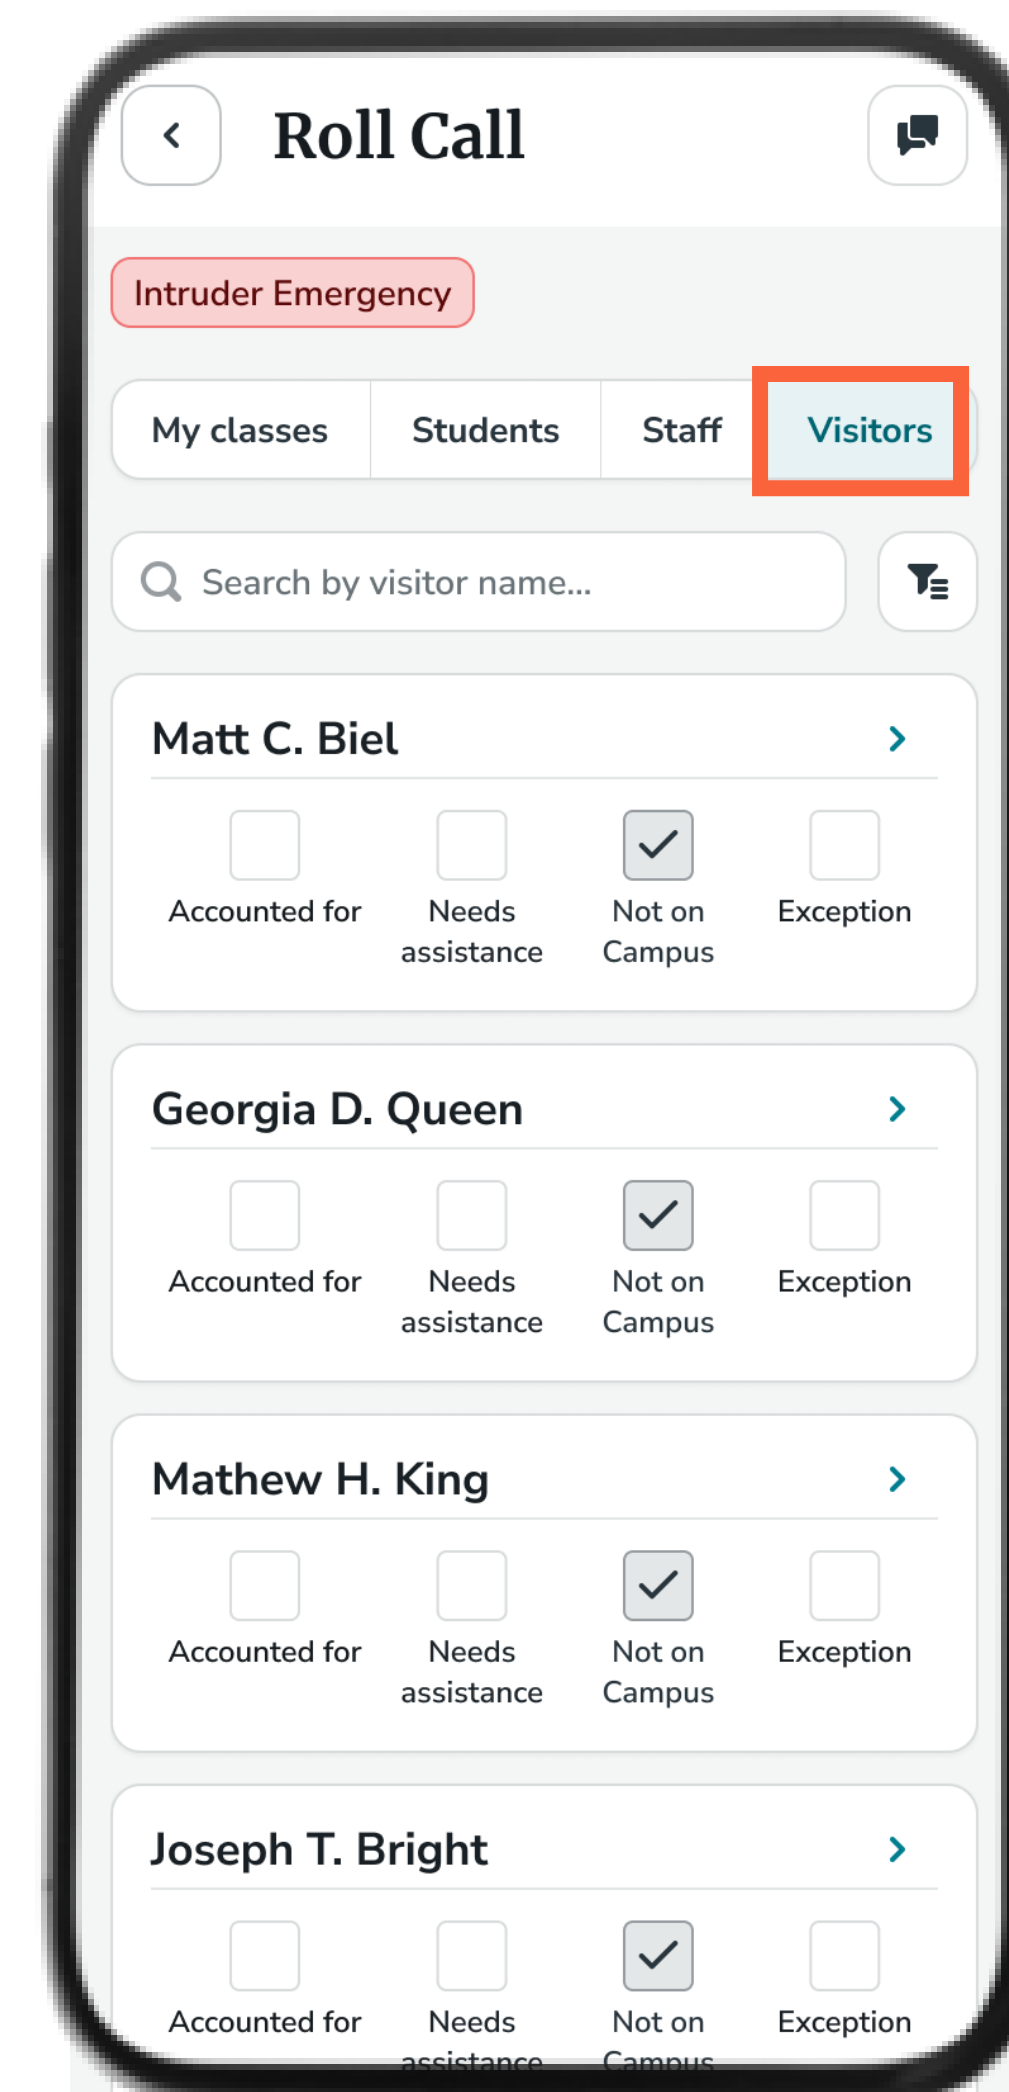 Roll Call
Intruder Emergency
My classes Students Staff Visitors
Search by visitor name...
Matt C. Biel
Accounted for Needs assistance Not on Campus Exception
Georgia D. Queen
Accounted for Needs assistance Not on Campus Exception
Mathew H. King
Accounted for Needs assistance Not on Campus Exception
Joseph T. Bright
Accounted for Needs assistance Not on Campus Exception